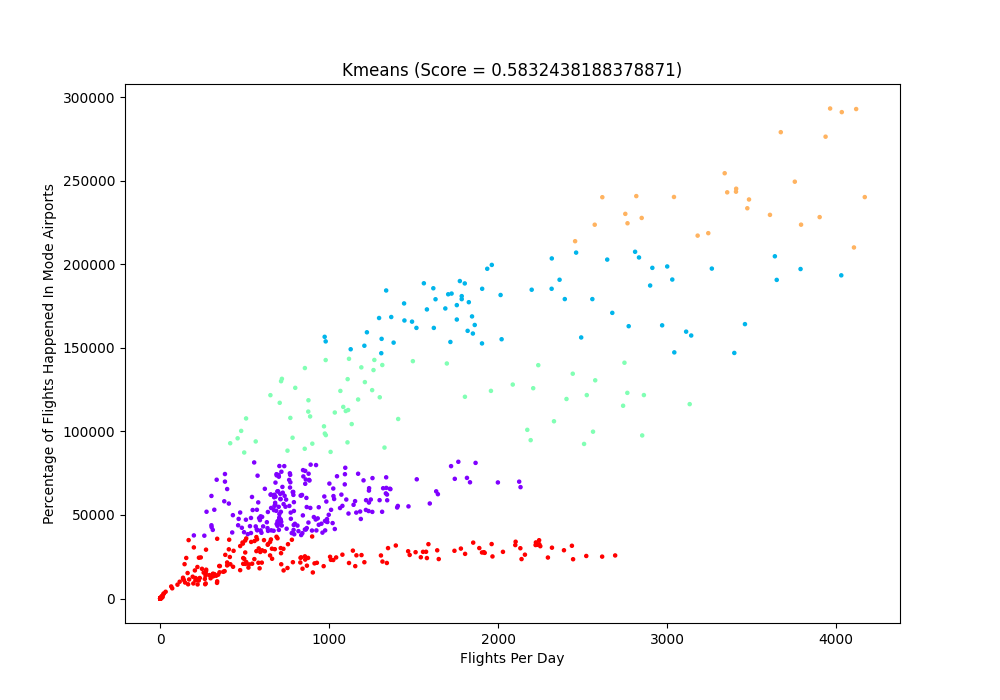 Kmeans (Score = 0.5832438188378871)
300000
250000
200000
150000
100000
50000
0
Percentage of Flights Happened In Mode Airports
0 1000 2000 3000 4000
Flights Per Day